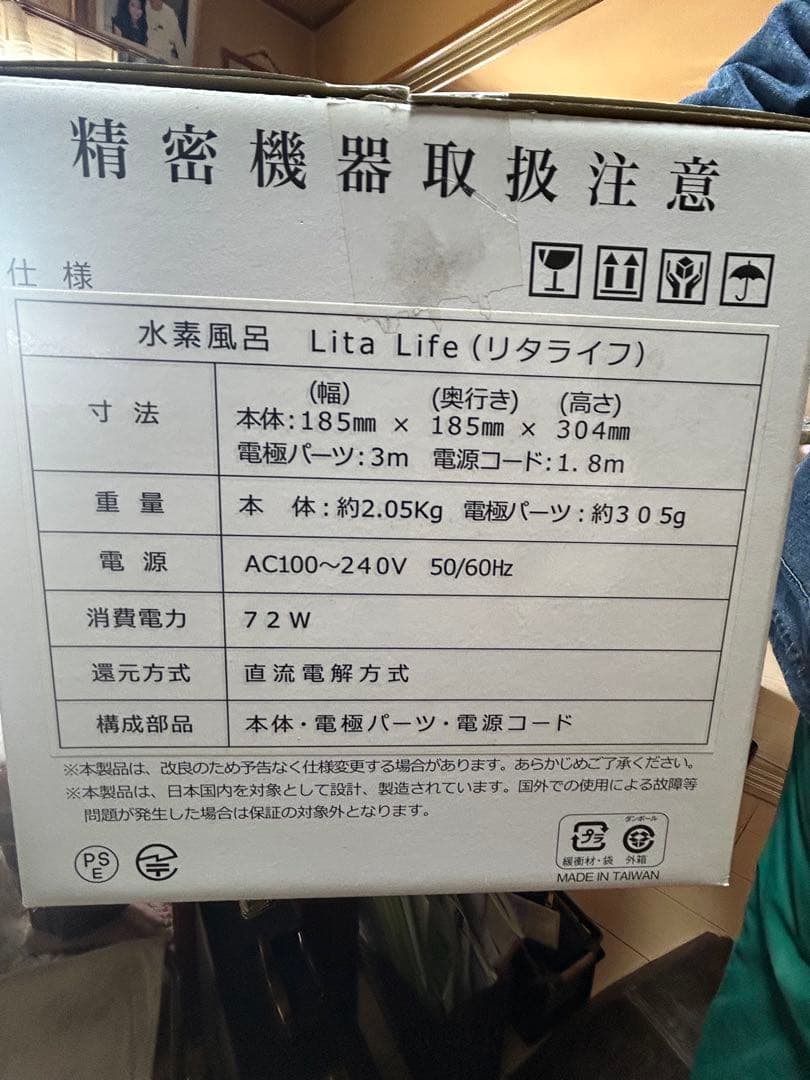 精密機器取扱注意
仕様
水素風呂 Lita Life (リタライフ)
寸法
(幅) (奥行き) (高さ)
本体:185㎜ × 185㎜ × 304㎜
電極パーツ:3m 電源コード:1.8m
重量 本 体:約2.05Kg 電極パーツ:約305g
電源 AC100～240V 50/60Hz
消費電力 72W
還元方式 直流電解方式
構成部品 本体・電極パーツ・電源コード
※本製品は、改良のため予告なく仕様変更する場合があります。あらかじめご了承ください。
※本製品は、日本国内を対象として設計、製造されています。国外での使用による故障等
問題が発生した場合は保証の対象外となります。
PSE
プラ
ダンボール
緩衝材・袋 外箱
MADE IN TAIWAN